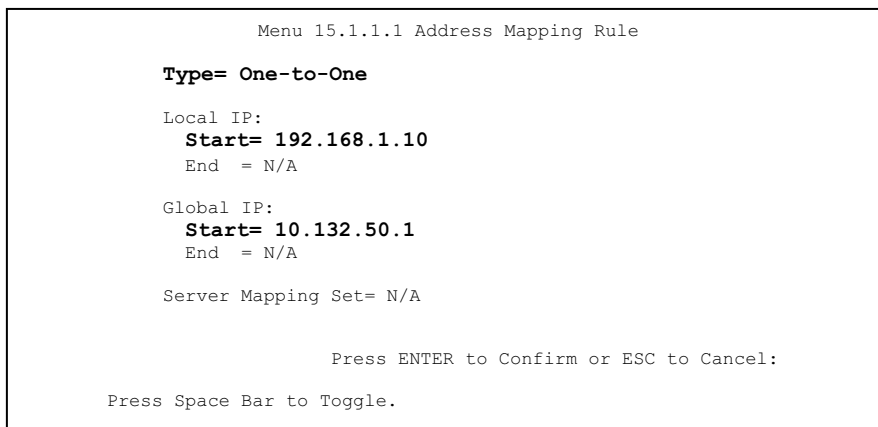 Menu 15.1.1.1 Address Mapping Rule
Type= One-to-One
Local IP:
Start= 192.168.1.10
End = N/A
Global IP:
Start= 10.132.50.1
End = N/A
Server Mapping Set= N/A
Press ENTER to Confirm or ESC to Cancel:
Press Space Bar to Toggle.